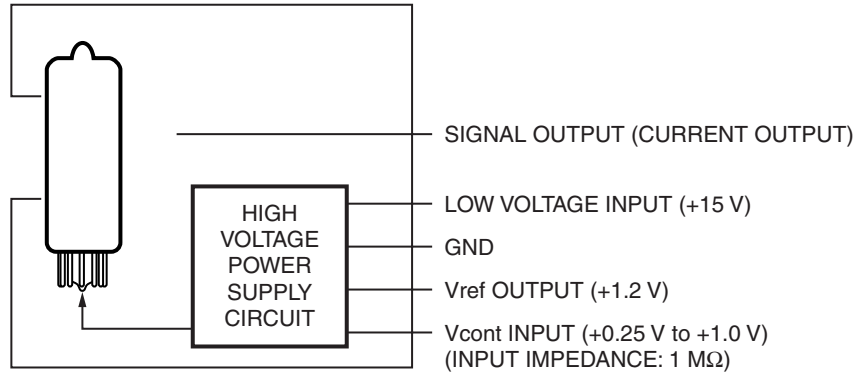 SIGNAL OUTPUT (CURRENT OUTPUT)
HIGH
VOLTAGE
POWER
SUPPLY
CIRCUIT
LOW VOLTAGE INPUT (+15 V)
GND
Vref OUTPUT (+1.2 V)
Vcont INPUT (+0.25 V to +1.0 V)
(INPUT IMPEDANCE: 1 MΩ)